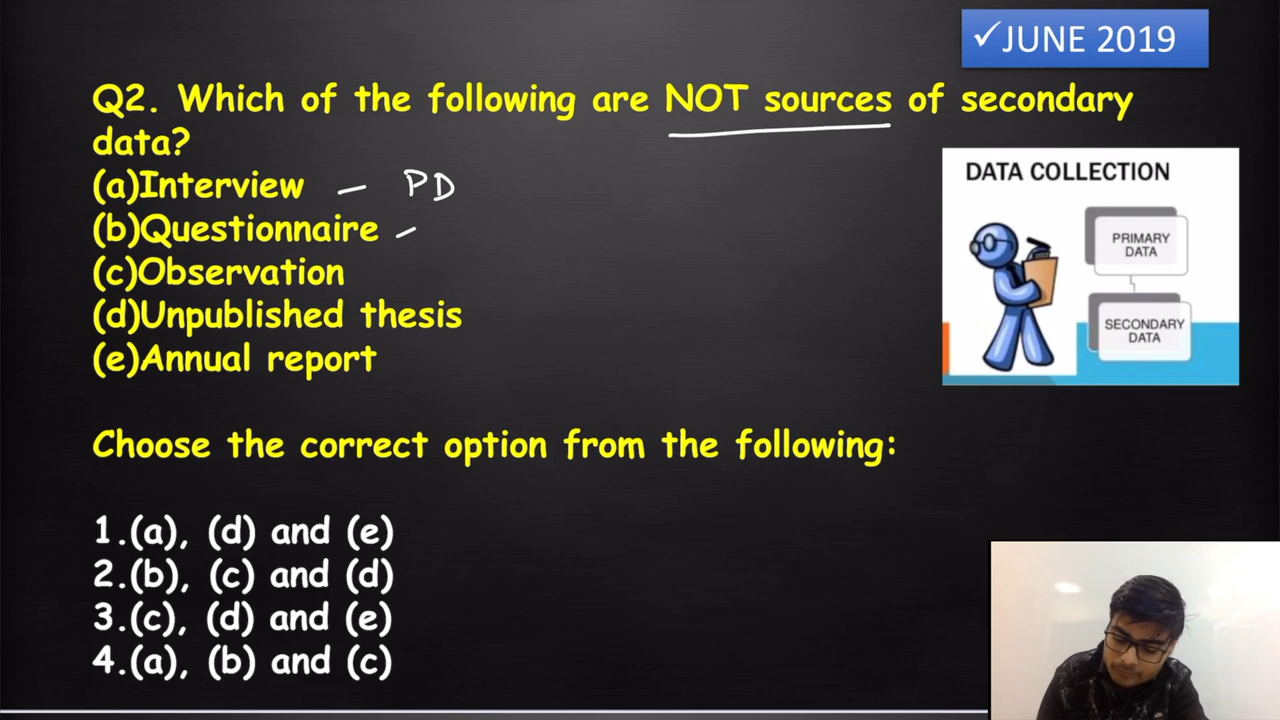 ✓JUNE 2019
Q2. Which of the following are NOT sources of secondary
data?
(a)Interview – PD
(b)Questionnaire –
(c)Observation
(d)Unpublished thesis
(e)Annual report
DATA COLLECTION
PRIMARY
DATA
SECONDARY
DATA
Choose the correct option from the following:
1.(a), (d) and (e)
2.(b), (c) and (d)
3.(c), (d) and (e)
4.(a), (b) and (c)